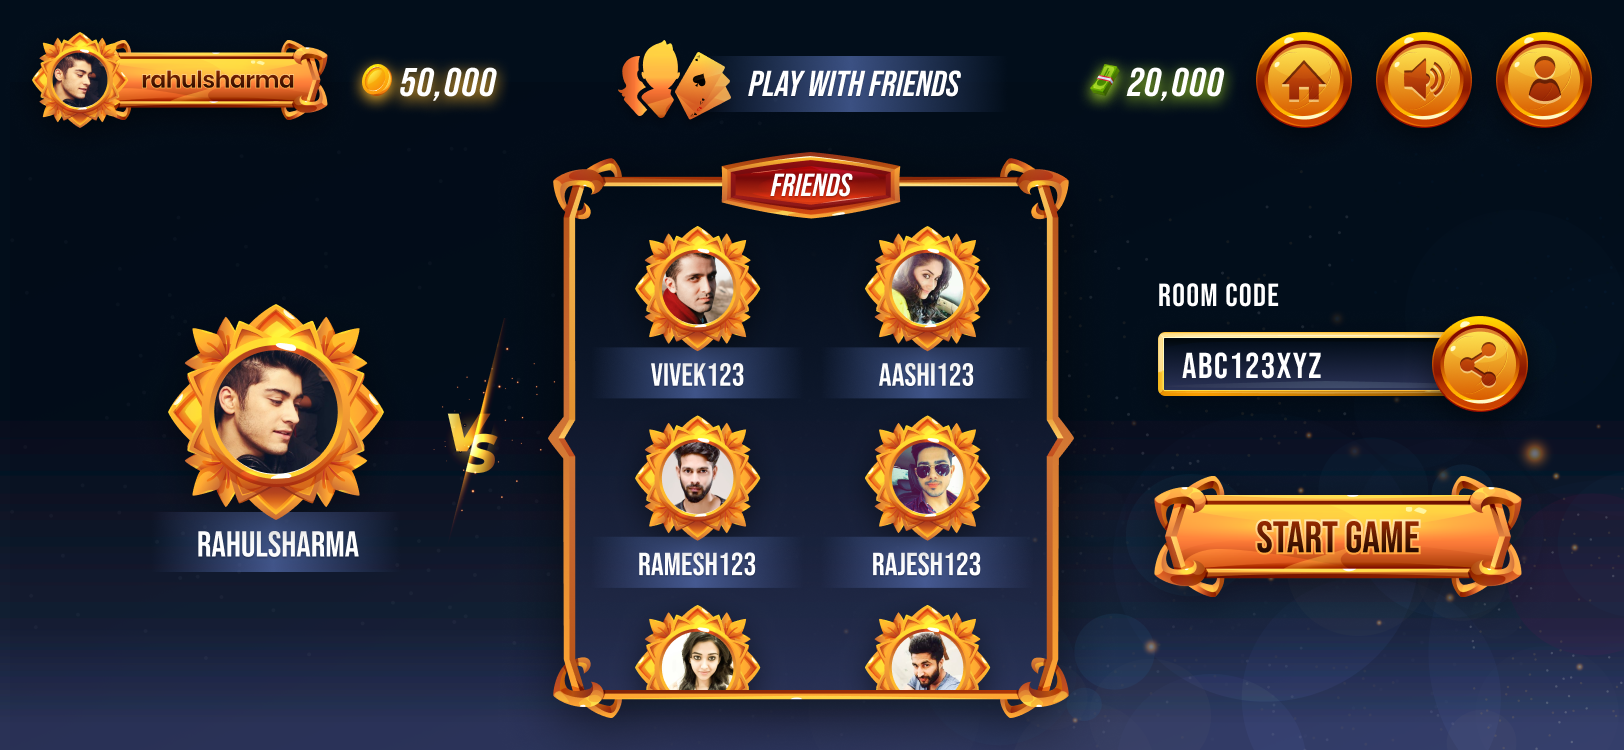 rahulsharma
50,000
PLAY WITH FRIENDS
20,000
FRIENDS
VIVEK123
AASHI123
RAMESH123
RAJESH123
RAHULSHARMA
VS
ROOM CODE
ABC123XYZ
START GAME